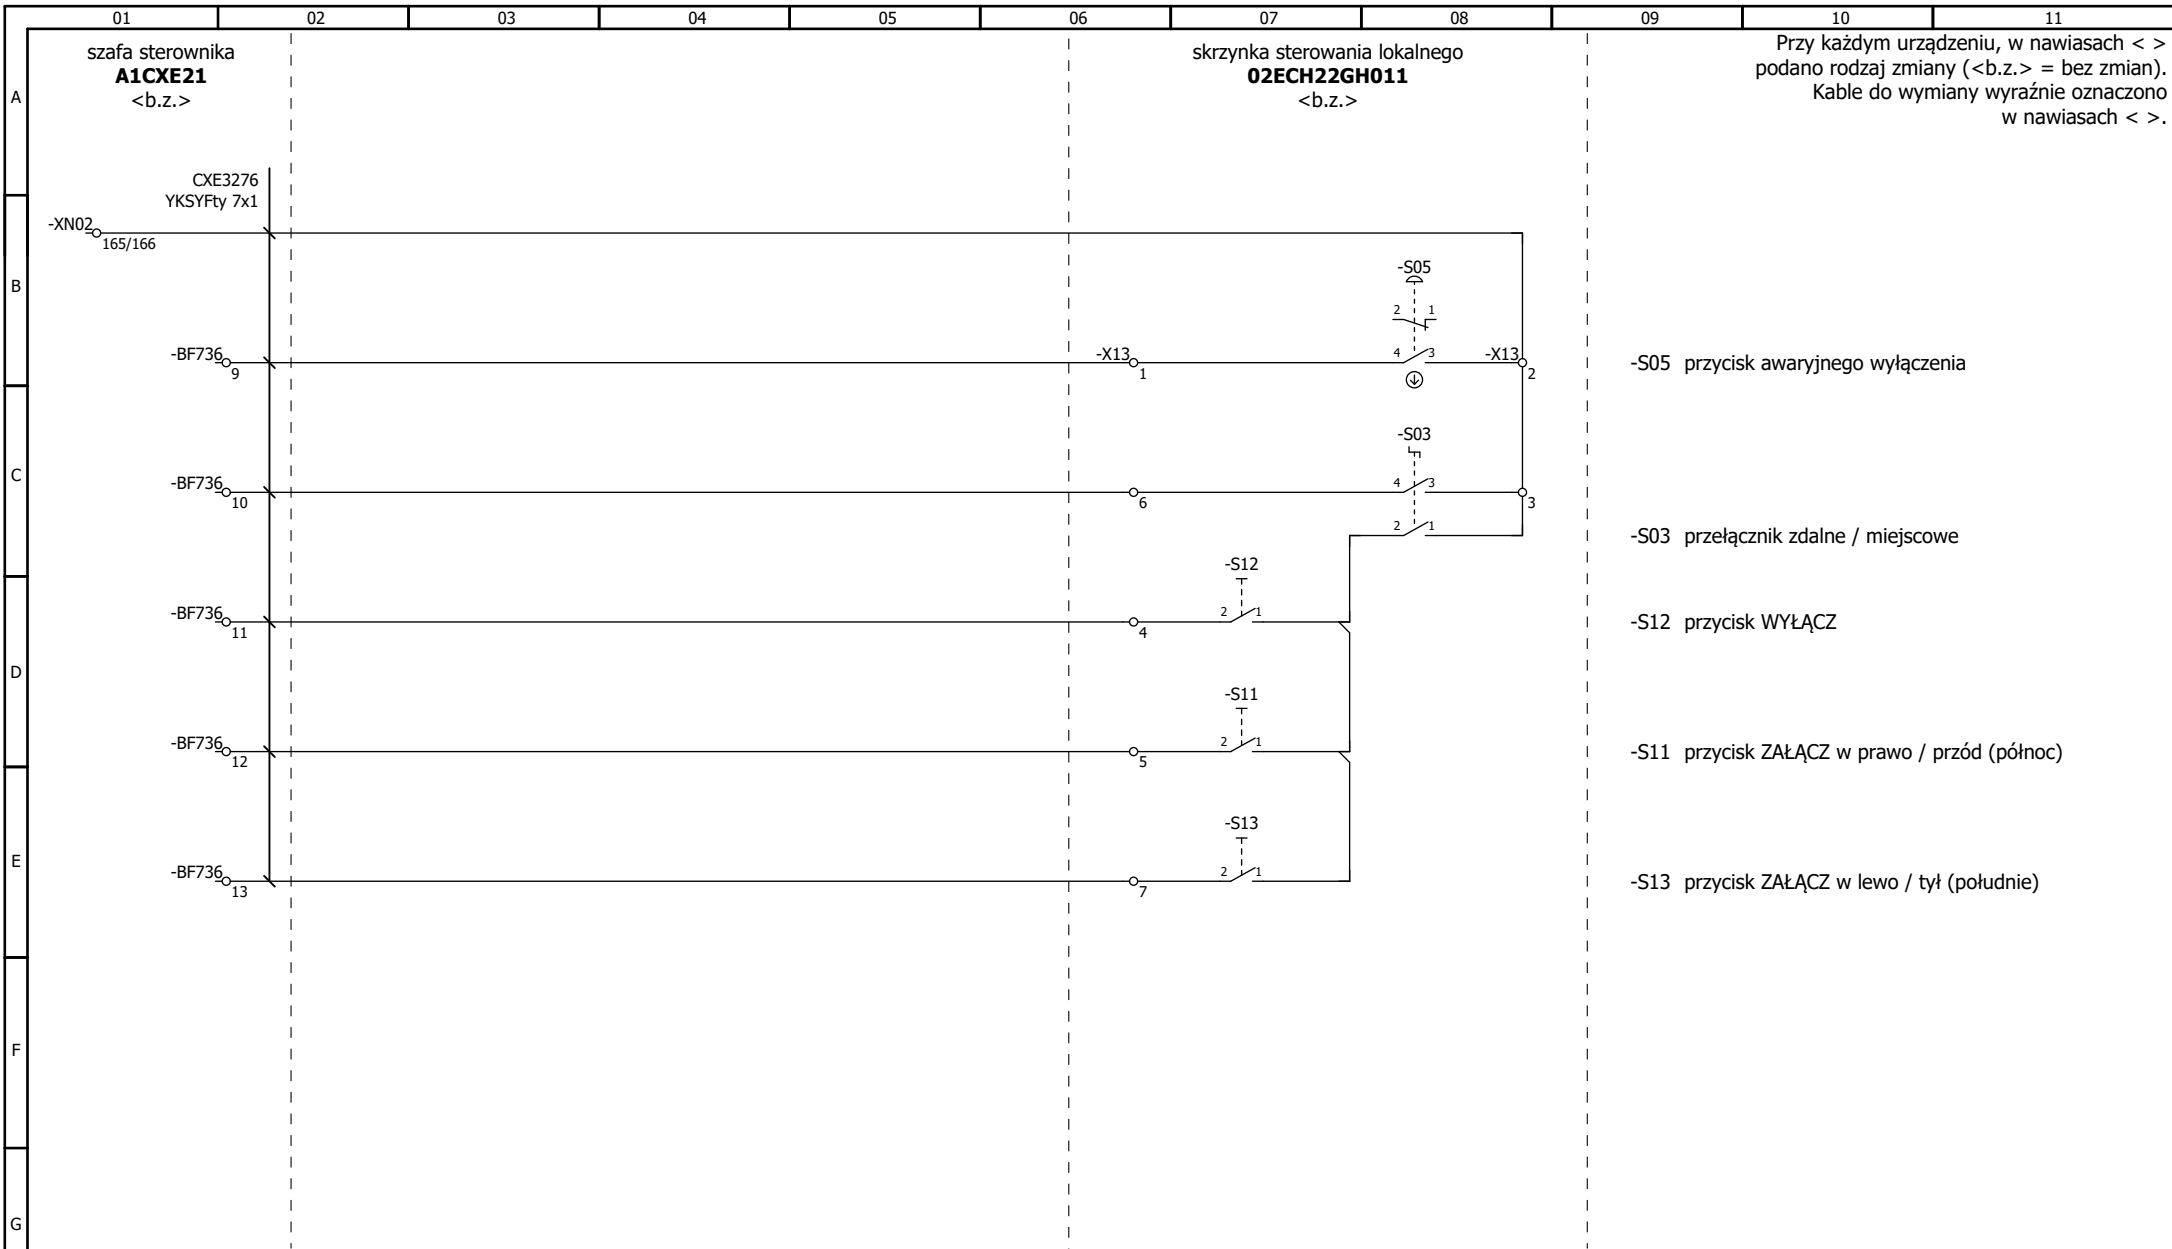 01 02 03 04 05 06 07 08 09 10 11
szafa sterownika
A1CXE21
<b.z.>
skrzynka sterowania lokalnego
02ECH22GH011
<b.z.>
Przy każdym urządzeniu, w nawiasach < >
podano rodzaj zmiany (<b.z.> = bez zmian).
Kable do wymiany wyraźnie oznaczono
w nawiasach < >.
A
CXE3276
YKSYFty 7x1
-XN02
165/166
B
-S05
2 1
-BF736 -X13 4 3 -X13
9 1 2
-S05 przycisk awaryjnego wyłączenia
-S03
C
-BF736 4 3
10 6 3
2 1
-S03 przełącznik zdalne / miejscowe
-S12
-BF736 2 1
11 4
-S12 przycisk WYŁĄCZ
D
-S11
-BF736 2 1
12 5
-S11 przycisk ZAŁĄCZ w prawo / przód (północ)
-S13
E
-BF736 2 1
13 7
-S13 przycisk ZAŁĄCZ w lewo / tył (południe)
F
G